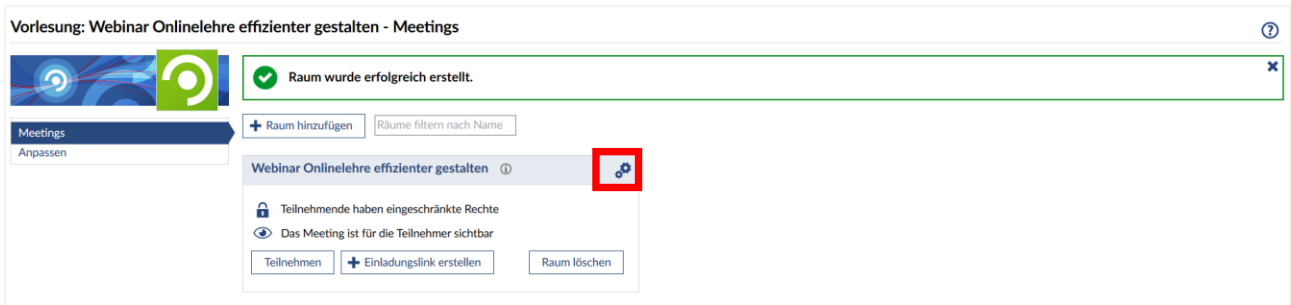 Vorlesung: Webinar Onlinelehre effizienter gestalten - Meetings
Raum wurde erfolgreich erstellt.
Meetings
Anpassen
Raum hinzufügen
Räume filtern nach Name
Webinar Onlinelehre effizienter gestalten
Teilnehmende haben eingeschränkte Rechte
Das Meeting ist für die Teilnehmer sichtbar
Teilnehmen
Einladungslink erstellen
Raum löschen